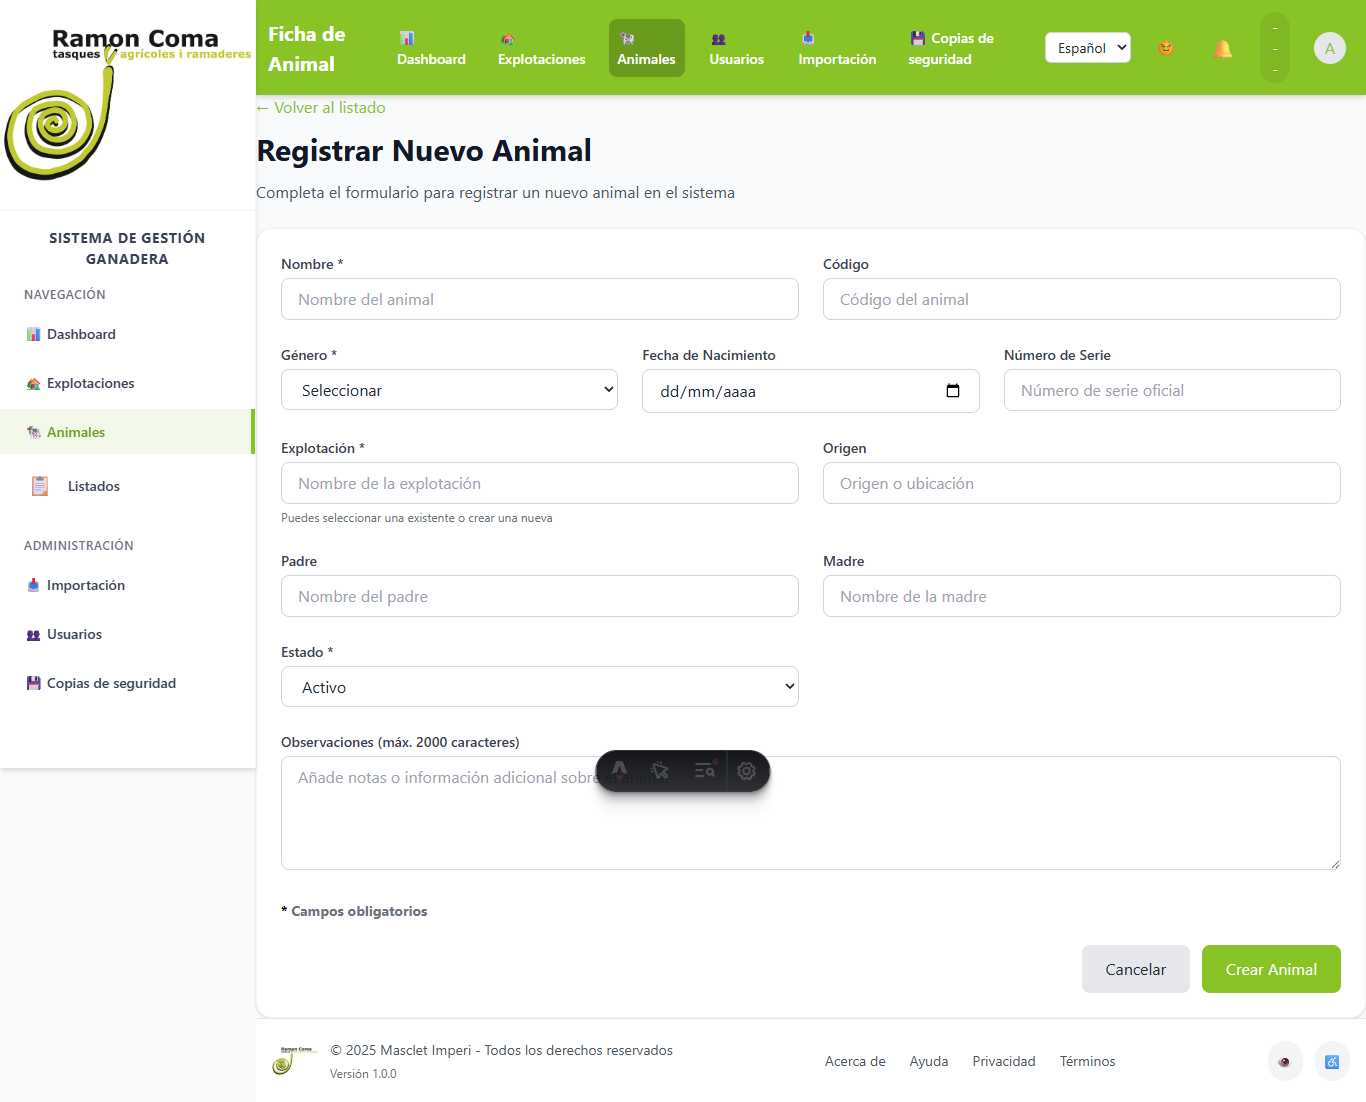 Ramon Coma
tasques agrícoles i ramaderes
SISTEMA DE GESTIÓN
GANADERA
NAVEGACIÓN
Dashboard
Explotaciones
Animales
Listados
ADMINISTRACIÓN
Importación
Usuarios
Copias de seguridad
Ficha de
Animal
Dashboard
Explotaciones
Animales
Usuarios
Importación
Copias de
seguridad
Español
-
-
-
A
← Volver al listado
Registrar Nuevo Animal
Completa el formulario para registrar un nuevo animal en el sistema
Nombre *
Código
Nombre del animal
Código del animal
Género *
Fecha de Nacimiento
Número de Serie
Seleccionar
dd/mm/aaaa
Número de serie oficial
Explotación *
Origen
Nombre de la explotación
Origen o ubicación
Puedes seleccionar una existente o crear una nueva
Padre
Madre
Nombre del padre
Nombre de la madre
Estado *
Activo
Observaciones (máx. 2000 caracteres)
Añade notas o información adicional sobre el animal
* Campos obligatorios
Cancelar
Crear Animal
Ramon Coma
© 2025 Masclet Imperi - Todos los derechos reservados
Versión 1.0.0
Acerca de
Ayuda
Privacidad
Términos